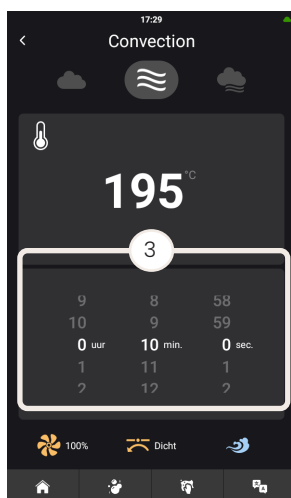 17:29
Convection
195 °C
3
9 8 58
10 9 59
0 uur 10 min. 0 sec.
1 11 1
2 12 2
100% Dicht